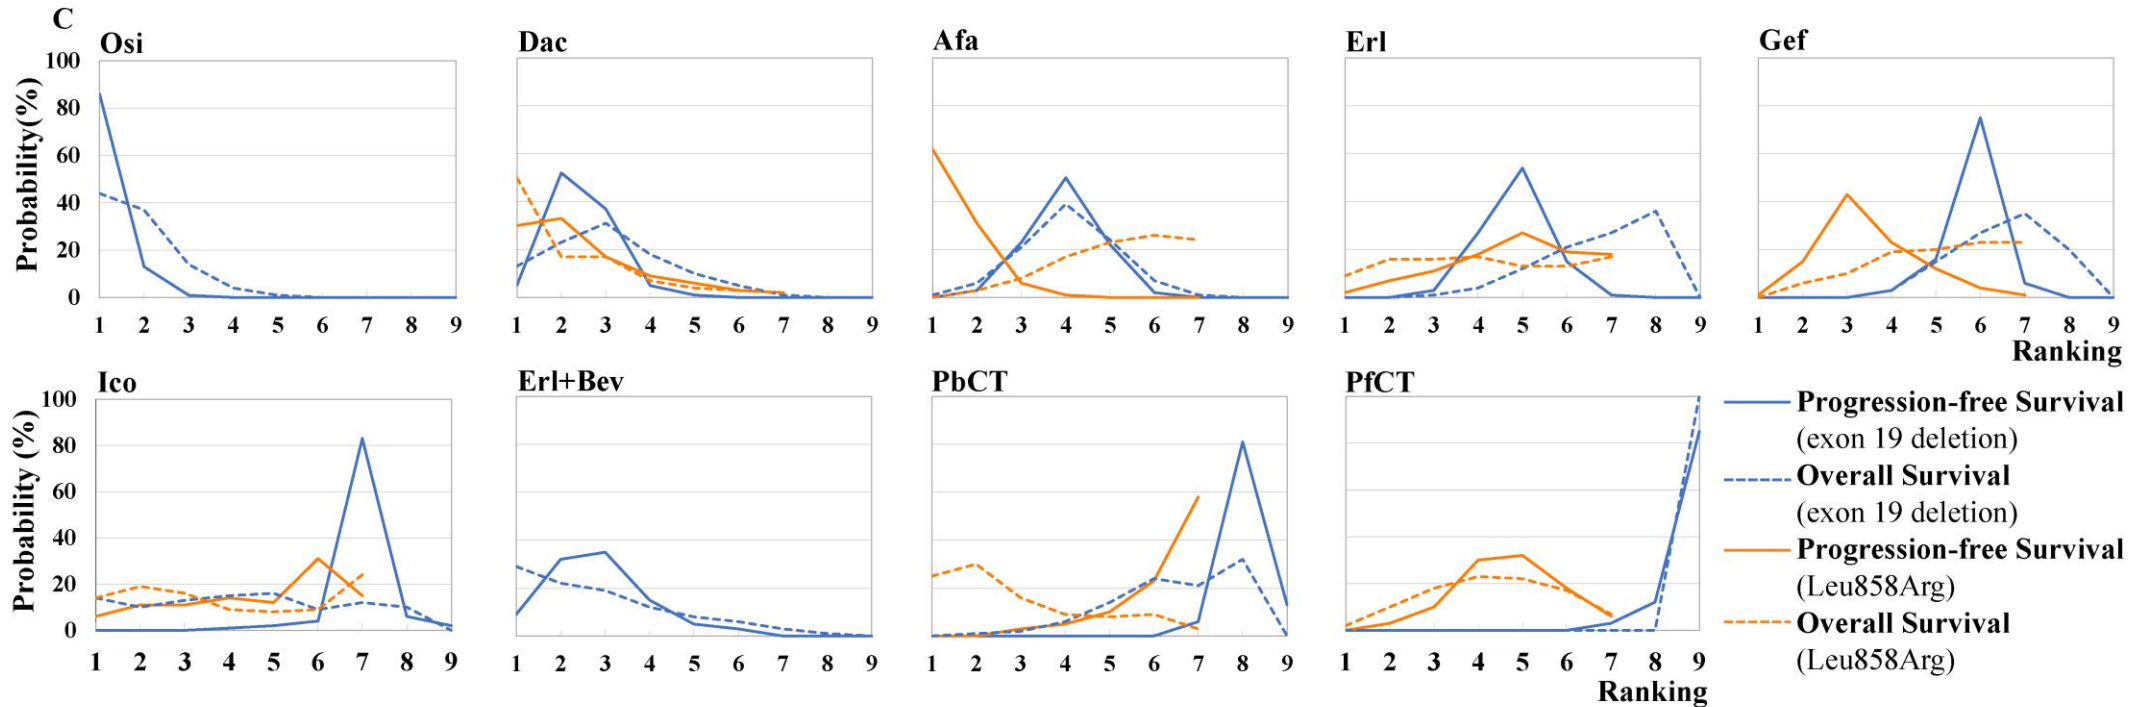 C
Osi
Dac
Afa
Erl
Gef
Probability(%)
100
80
60
40
20
0
1 2 3 4 5 6 7 8 9
1 2 3 4 5 6 7 8 9
1 2 3 4 5 6 7 8 9
1 2 3 4 5 6 7 8 9
1 2 3 4 5 6 7 8 9
Ranking
Ico
Erl+Bev
PbCT
PfCT
Probability (%)
100
80
60
40
20
0
1 2 3 4 5 6 7 8 9
1 2 3 4 5 6 7 8 9
1 2 3 4 5 6 7 8 9
1 2 3 4 5 6 7 8 9
Ranking
Progression-free Survival
(exon 19 deletion)
Overall Survival
(exon 19 deletion)
Progression-free Survival
(Leu858Arg)
Overall Survival
(Leu858Arg)